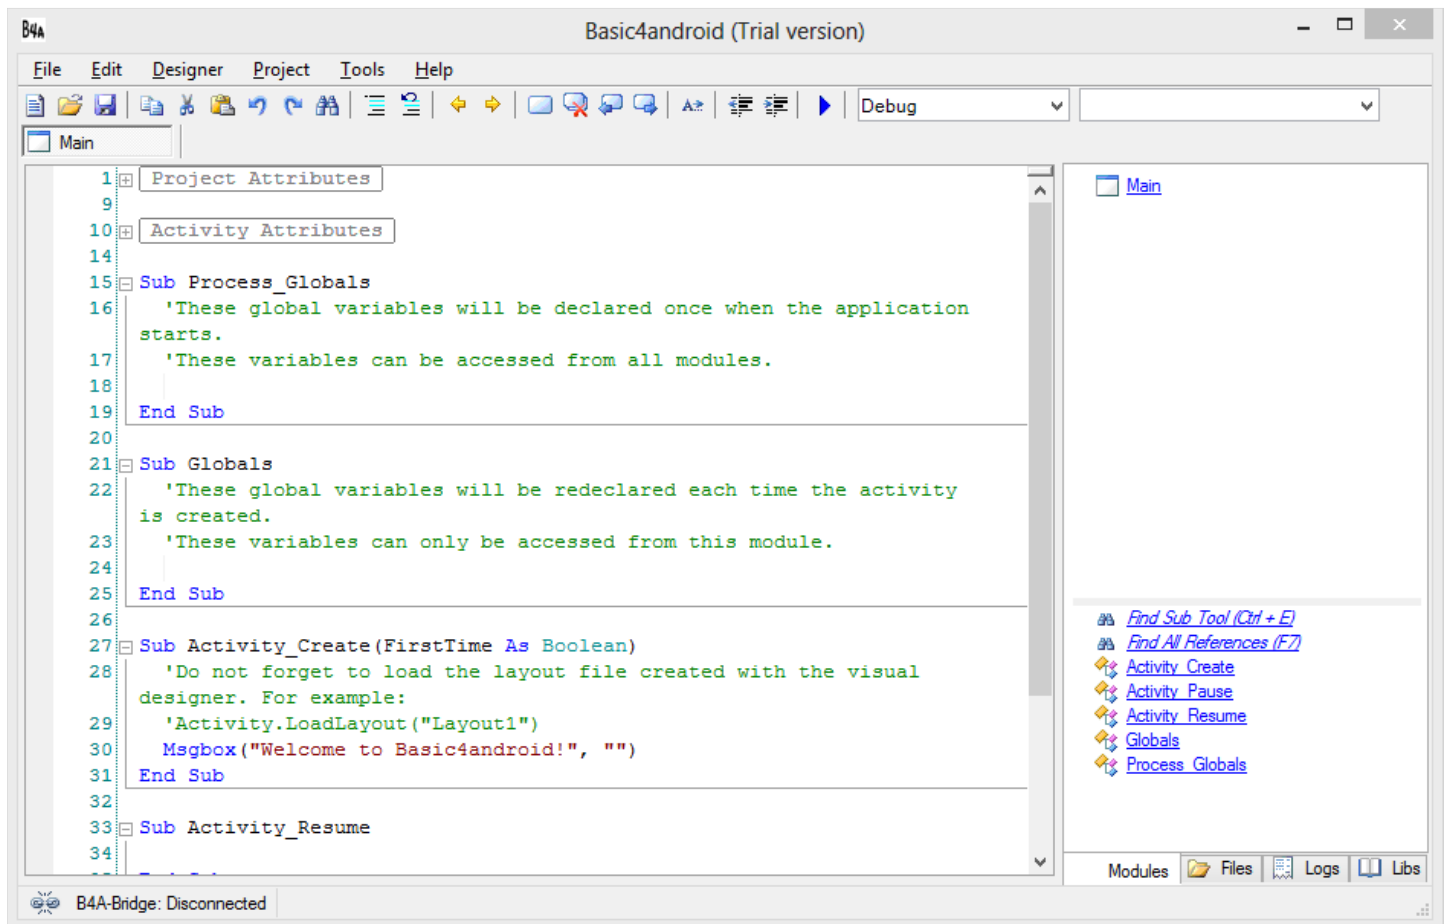 B4A
Basic4android (Trial version)
File Edit Designer Project Tools Help
Debug
Main
1 Project Attributes
9
10 Activity Attributes
14
15 Sub Process_Globals
16 'These global variables will be declared once when the application
starts.
17 'These variables can be accessed from all modules.
18
19 End Sub
20
21 Sub Globals
22 'These global variables will be redeclared each time the activity
is created.
23 'These variables can only be accessed from this module.
24
25 End Sub
26
27 Sub Activity_Create(FirstTime As Boolean)
28 'Do not forget to load the layout file created with the visual
designer. For example:
29 'Activity.LoadLayout("Layout1")
30 Msgbox("Welcome to Basic4android!", "")
31 End Sub
32
33 Sub Activity_Resume
34
Main
Find Sub Tool (Ctrl + E)
Find All References (F7)
Activity_Create
Activity_Pause
Activity_Resume
Globals
Process_Globals
Modules Files Logs Libs
B4A-Bridge: Disconnected